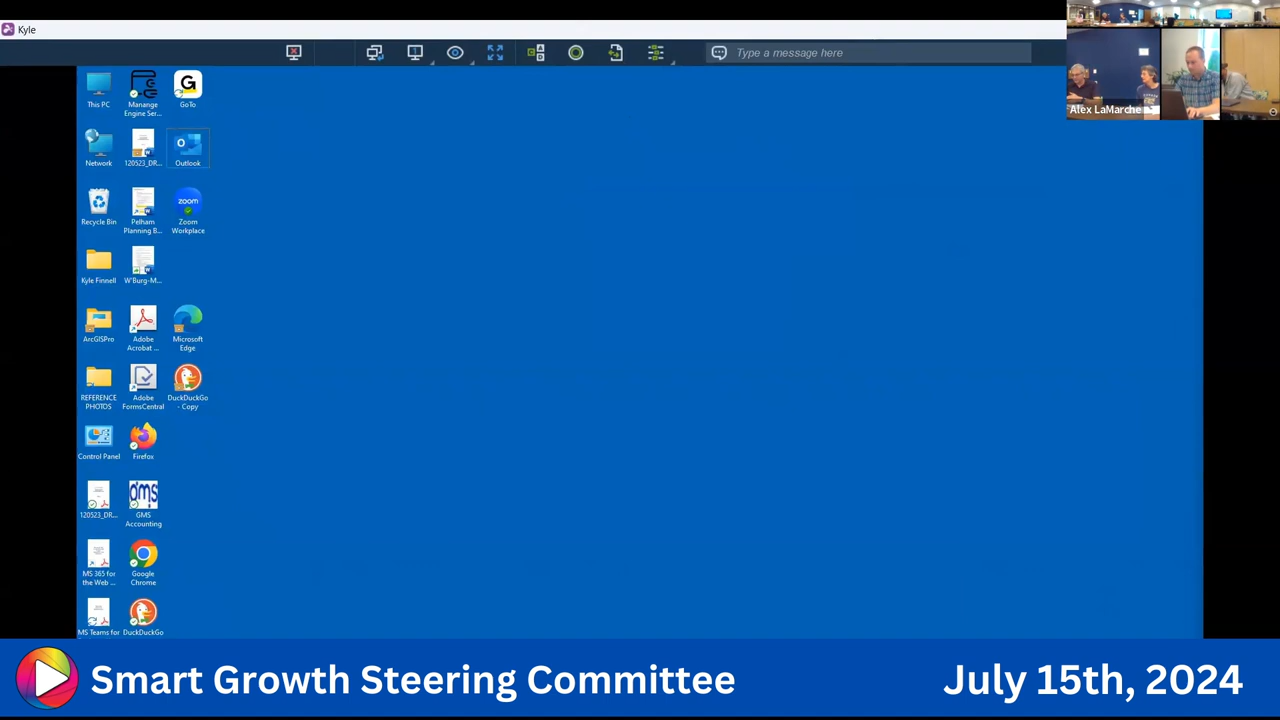 Kyle
Type a message here
Alex LaMarche
This PC
Manange
Engine Ser...
G
GoTo
Network
120523_DR...
Outlook
Recycle Bin
Pelham
Planning B...
zoom
Zoom
Workplace
Kyle Finnell
W'Burg-M...
ArcGISPro
Adobe
Acrobat ...
Microsoft
Edge
REFERENCE
PHOTOS
Adobe
FormsCentral
DuckDuckGo
- Copy
Control Panel
Firefox
120523_DR...
gms
GMS
Accounting
MS 365 for
the Web ...
Google
Chrome
MS Teams for
DuckDuckGo
Smart Growth Steering Committee
July 15th, 2024